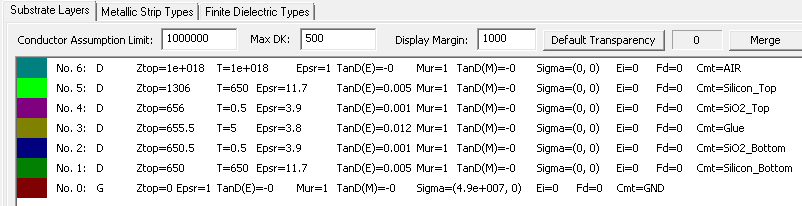 Substrate Layers Metallic Strip Types Finite Dielectric Types
Conductor Assumption Limit: 1000000 Max DK: 500 Display Margin: 1000 Default Transparency 0 Merge
No. 6: D Ztop=1e+018 T=1e+018 Epsr=1 TanD(E)=-0 Mur=1 TanD(M)=-0 Sigma=(0, 0) Ei=0 Fd=0 Cmt=AIR
No. 5: D Ztop=1306 T=650 Epsr=11.7 TanD(E)=0.005 Mur=1 TanD(M)=-0 Sigma=(0, 0) Ei=0 Fd=0 Cmt=Silicon_Top
No. 4: D Ztop=656 T=0.5 Epsr=3.9 TanD(E)=0.001 Mur=1 TanD(M)=-0 Sigma=(0, 0) Ei=0 Fd=0 Cmt=SiO2_Top
No. 3: D Ztop=655.5 T=5 Epsr=3.8 TanD(E)=0.012 Mur=1 TanD(M)=-0 Sigma=(0, 0) Ei=0 Fd=0 Cmt=Glue
No. 2: D Ztop=650.5 T=0.5 Epsr=3.9 TanD(E)=0.001 Mur=1 TanD(M)=-0 Sigma=(0, 0) Ei=0 Fd=0 Cmt=SiO2_Bottom
No. 1: D Ztop=650 T=650 Epsr=11.7 TanD(E)=0.005 Mur=1 TanD(M)=-0 Sigma=(0, 0) Ei=0 Fd=0 Cmt=Silicon_Bottom
No. 0: G Ztop=0 Epsr=1 TanD(E)=-0 Mur=1 TanD(M)=-0 Sigma=(4.9e+007, 0) Ei=0 Fd=0 Cmt=GND